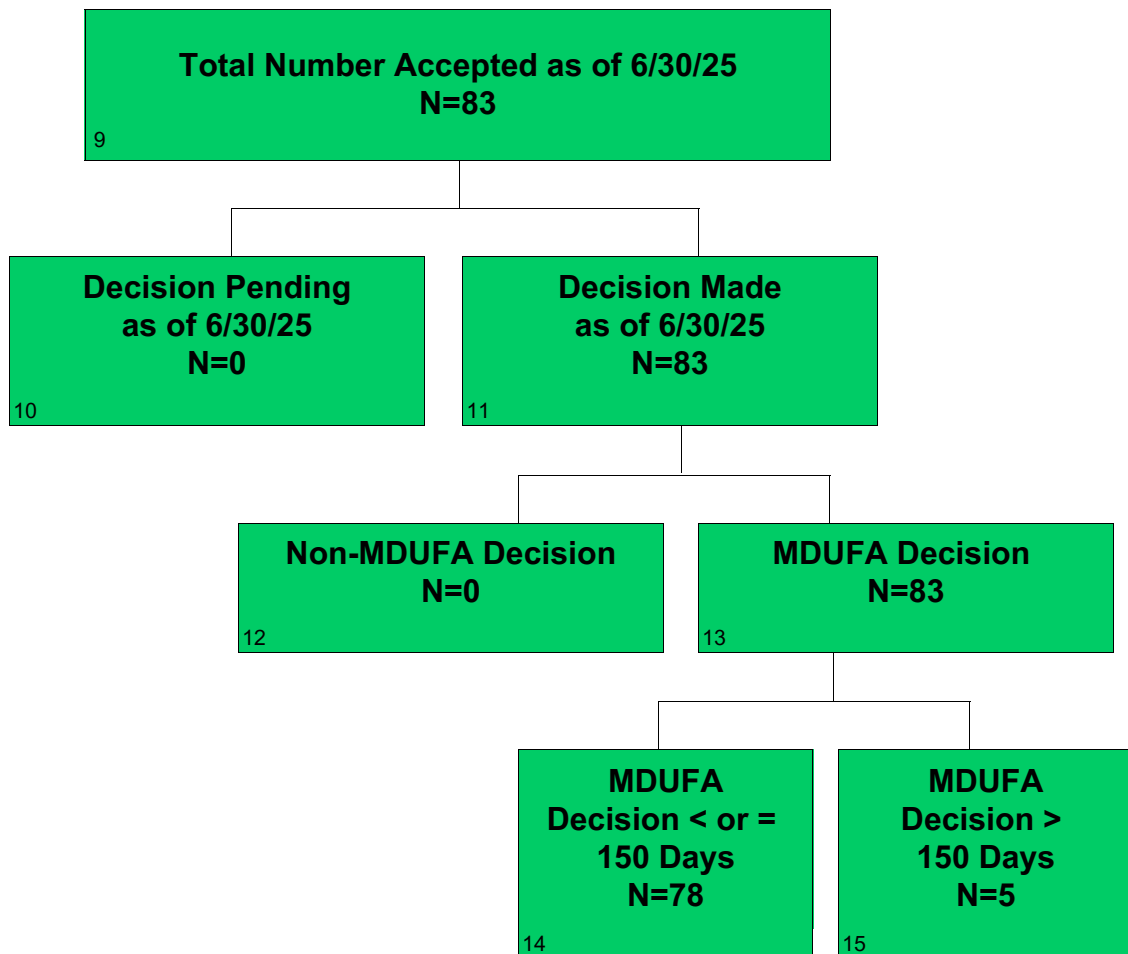 Total Number Accepted as of 6/30/25
N=83
9
Decision Pending
as of 6/30/25
N=0
10
Decision Made
as of 6/30/25
N=83
11
Non-MDUFA Decision
N=0
12
MDUFA Decision
N=83
13
MDUFA
Decision < or =
150 Days
N=78
14
MDUFA
Decision >
150 Days
N=5
15